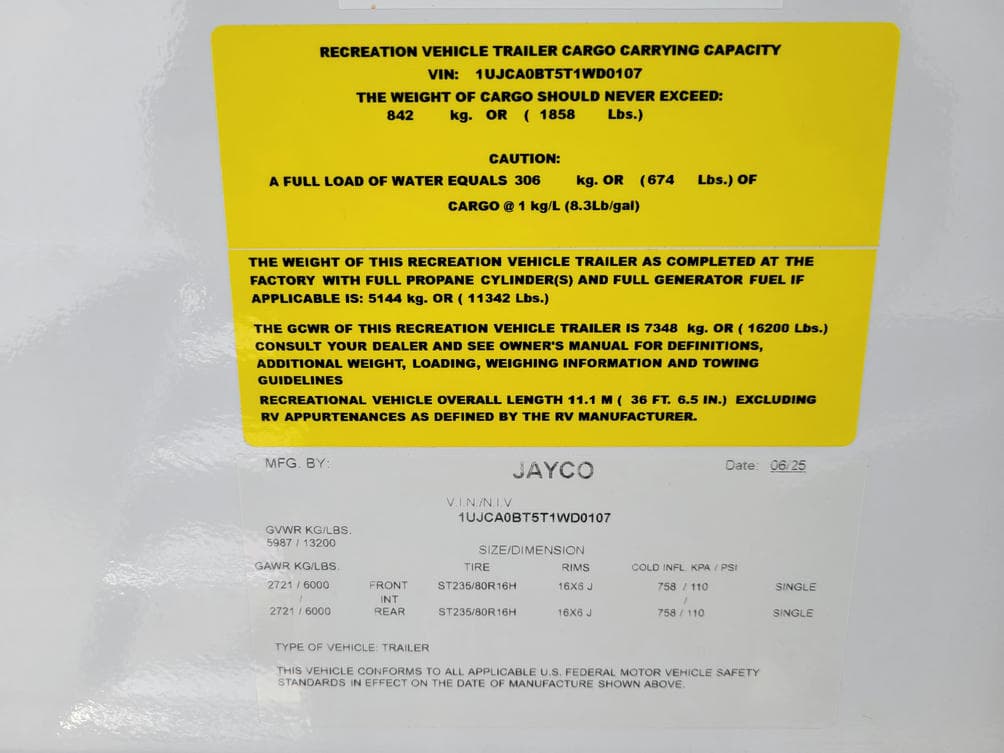 RECREATION VEHICLE TRAILER CARGO CARRYING CAPACITY
VIN: 1UJCA0BT5T1WD0107
THE WEIGHT OF CARGO SHOULD NEVER EXCEED:
842 kg. OR ( 1858 Lbs.)
CAUTION:
A FULL LOAD OF WATER EQUALS 306 kg. OR (674 Lbs.) OF
CARGO @ 1 kg/L (8.3Lb/gal)
THE WEIGHT OF THIS RECREATION VEHICLE TRAILER AS COMPLETED AT THE
FACTORY WITH FULL PROPANE CYLINDER(S) AND FULL GENERATOR FUEL IF
APPLICABLE IS: 5144 kg. OR ( 11342 Lbs.)
THE GCWR OF THIS RECREATION VEHICLE TRAILER IS 7348 kg. OR ( 16200 Lbs.)
CONSULT YOUR DEALER AND SEE OWNER'S MANUAL FOR DEFINITIONS,
ADDITIONAL WEIGHT, LOADING, WEIGHING INFORMATION AND TOWING
GUIDELINES
RECREATIONAL VEHICLE OVERALL LENGTH 11.1 M ( 36 FT. 6.5 IN.) EXCLUDING
RV APPURTENANCES AS DEFINED BY THE RV MANUFACTURER.
MFG. BY: JAYCO Date: 06/25
V.I.N./N.I.V
1UJCA0BT5T1WD0107
GVWR KG/LBS.
5987 / 13200
SIZE/DIMENSION
GAWR KG/LBS. TIRE RIMS COLD INFL. KPA / PSI
2721 / 6000 FRONT ST235/80R16H 16X6 J 758 / 110 SINGLE
/ INT /
2721 / 6000 REAR ST235/80R16H 16X6 J 758 / 110 SINGLE
TYPE OF VEHICLE: TRAILER
THIS VEHICLE CONFORMS TO ALL APPLICABLE U.S. FEDERAL MOTOR VEHICLE SAFETY
STANDARDS IN EFFECT ON THE DATE OF MANUFACTURE SHOWN ABOVE.